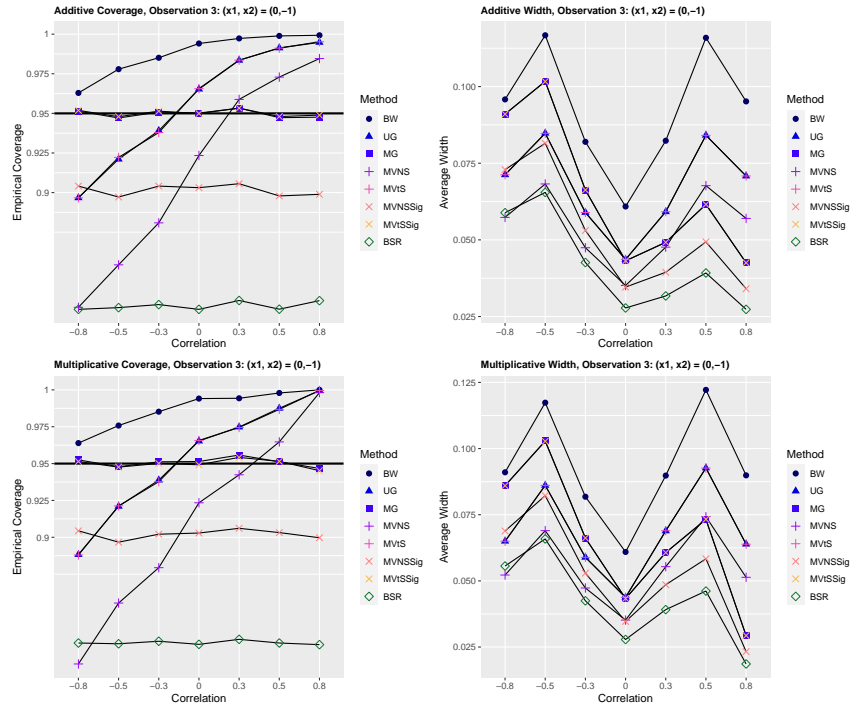 Additive Coverage, Observation 3: (x1, x2) = (0,−1)
1
0.975
0.95
0.925
0.9
Empirical Coverage
−0.8
−0.5
−0.3
0
0.3
0.5
0.8
Correlation
Method
BW
UG
MG
MVNS
MVtS
MVNSSig
MVtSSig
BSR
Additive Width, Observation 3: (x1, x2) = (0,−1)
0.100
0.075
0.050
0.025
Average Width
−0.8
−0.5
−0.3
0
0.3
0.5
0.8
Correlation
Method
BW
UG
MG
MVNS
MVtS
MVNSSig
MVtSSig
BSR
Multiplicative Coverage, Observation 3: (x1, x2) = (0,−1)
1
0.975
0.95
0.925
0.9
Empirical Coverage
−0.8
−0.5
−0.3
0
0.3
0.5
0.8
Correlation
Method
BW
UG
MG
MVNS
MVtS
MVNSSig
MVtSSig
BSR
Multiplicative Width, Observation 3: (x1, x2) = (0,−1)
0.125
0.100
0.075
0.050
0.025
Average Width
−0.8
−0.5
−0.3
0
0.3
0.5
0.8
Correlation
Method
BW
UG
MG
MVNS
MVtS
MVNSSig
MVtSSig
BSR